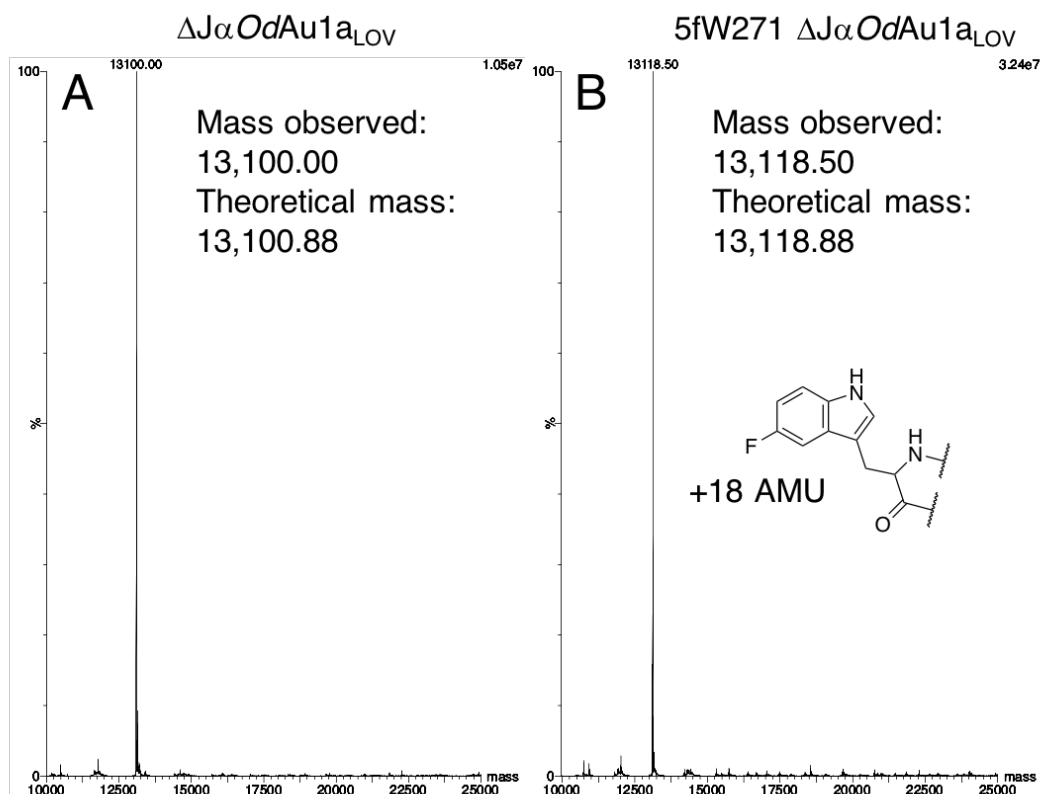 ΔJαOdAu1aLOV
13100.00
1.05e7
100
A
Mass observed:
13,100.00
Theoretical mass:
13,100.88
%
0
10000 12500 15000 17500 20000 22500 25000 mass
5fW271 ΔJαOdAu1aLOV
13118.50
3.24e7
100
B
Mass observed:
13,118.50
Theoretical mass:
13,118.88
H
N
F
H
N
O
+18 AMU
%
0
10000 12500 15000 17500 20000 22500 25000 mass